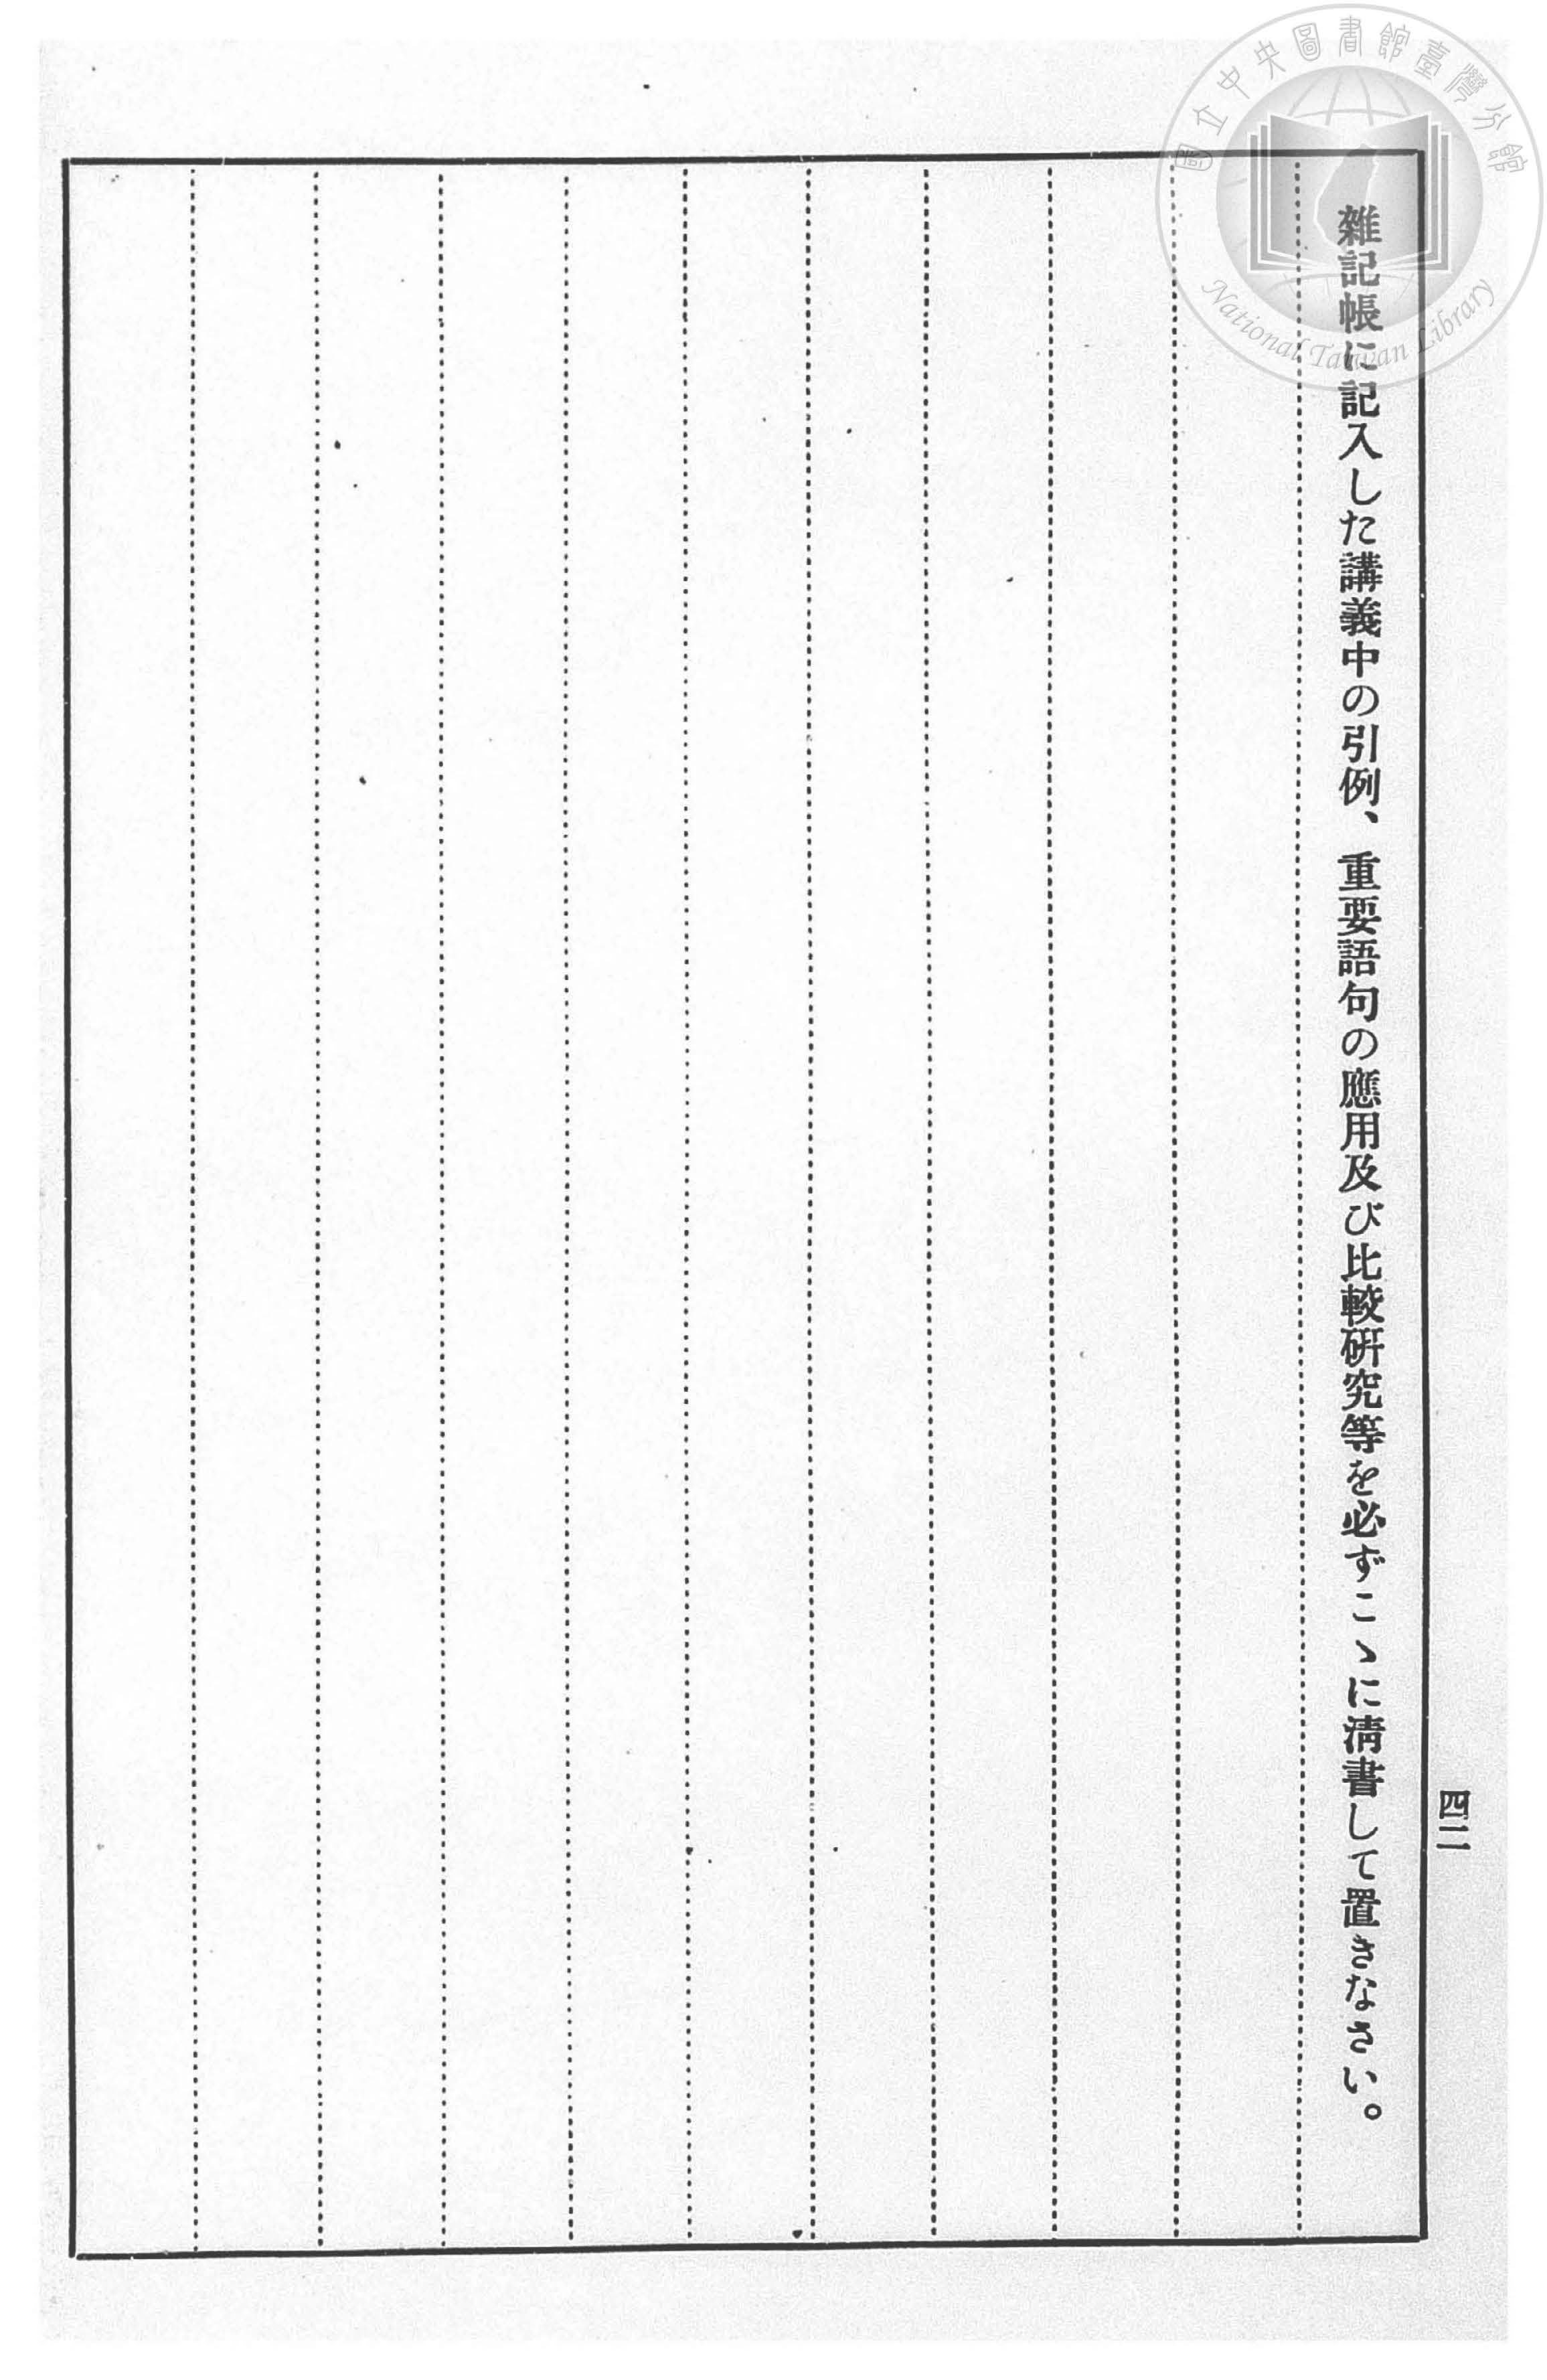 雜記帳に記入した講義中の引例、重要語句の應用及び比較硏究等を必ずこゝに淸書して置きなさい。
四二
國立中央圖書館臺灣分館
National Taiwan Library